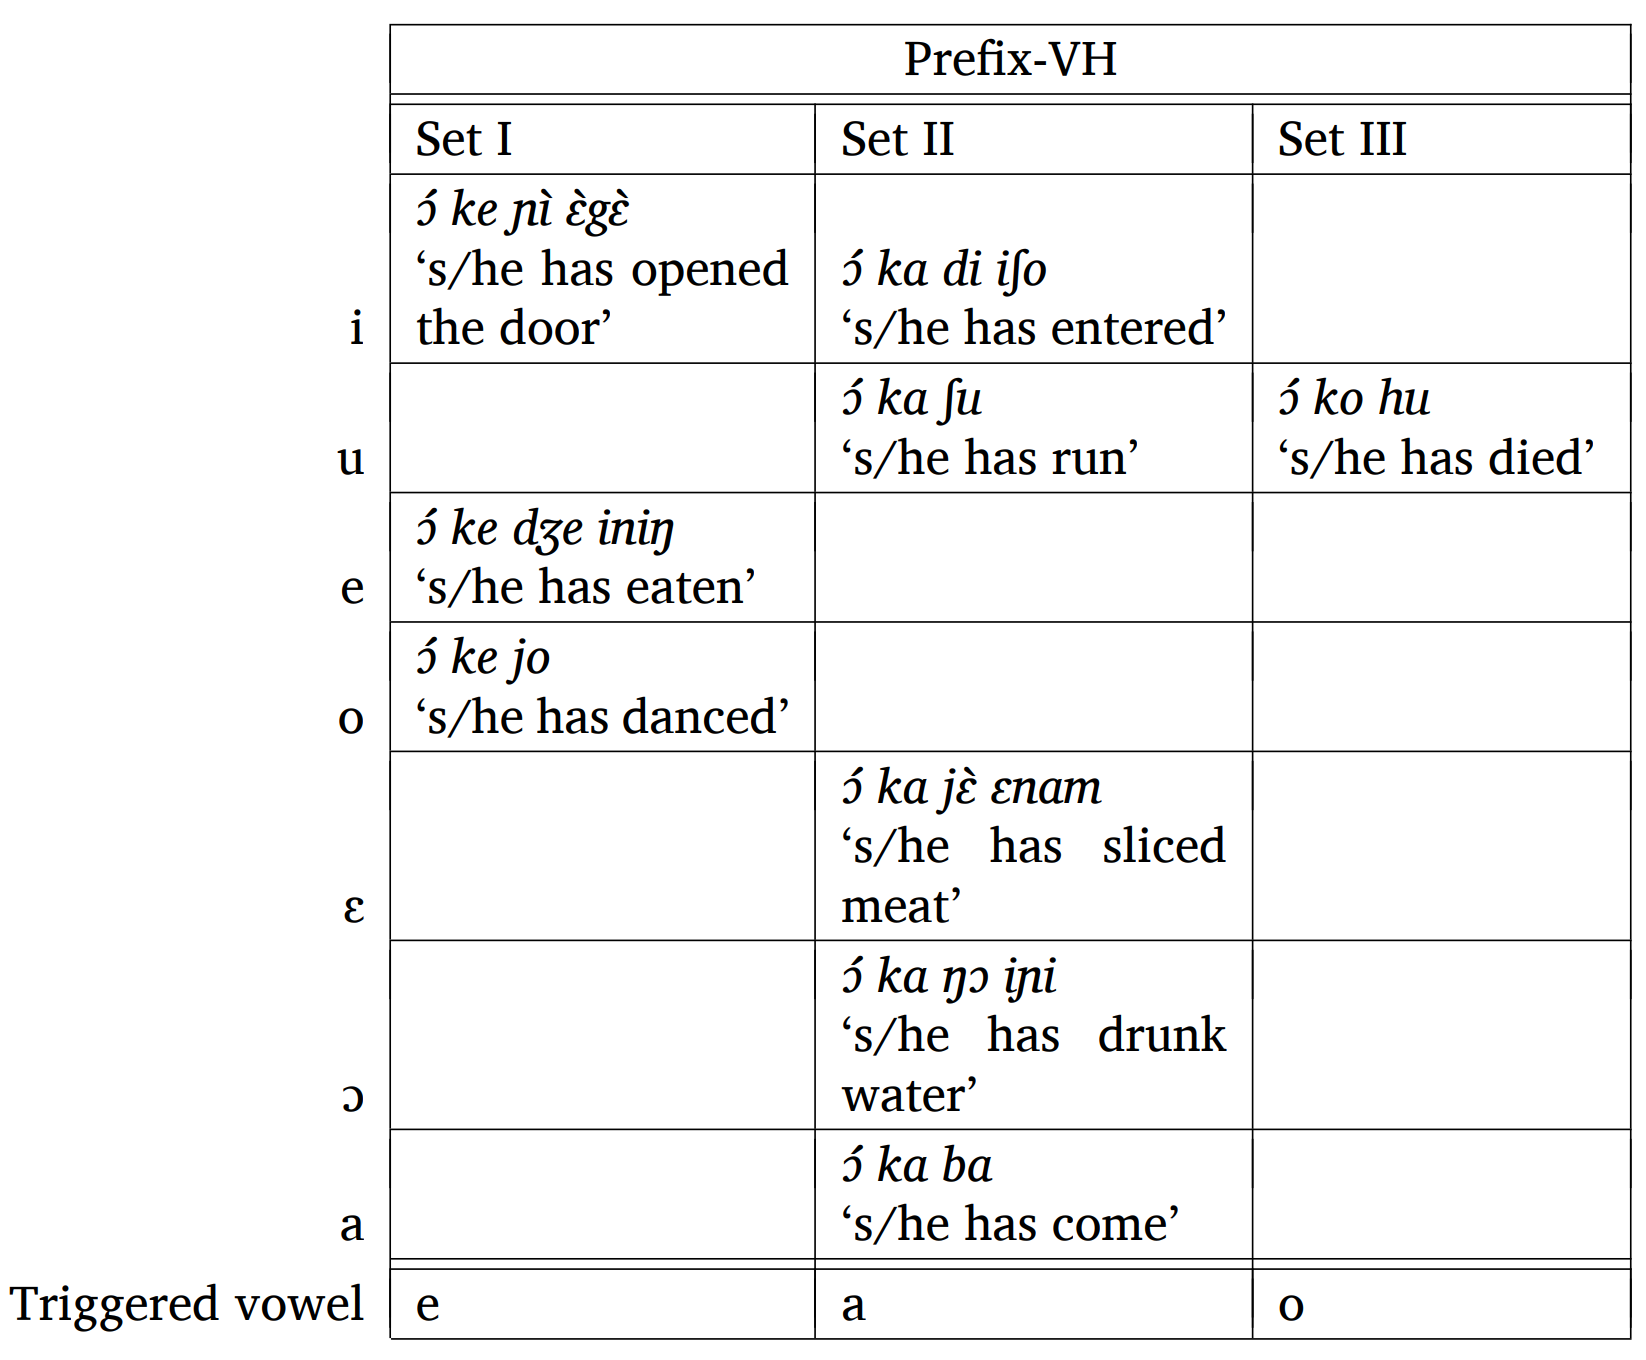 Prefix-VH
Set I Set II Set III
ɔ́ ke ɲì ɛ̀gɛ̀
‘s/he has opened ɔ́ ka di iʃo
i the door’ ‘s/he has entered’
ɔ́ ka ʃu ɔ́ ko hu
u ‘s/he has run’ ‘s/he has died’
ɔ́ ke dʒe iniŋ
e ‘s/he has eaten’
ɔ́ ke jo
o ‘s/he has danced’
ɔ́ ka jɛ̀ ɛnam
‘s/he has sliced
ɛ meat’
ɔ́ ka ŋɔ iɲi
‘s/he has drunk
ɔ water’
ɔ́ ka ba
a ‘s/he has come’
Triggered vowel e a o